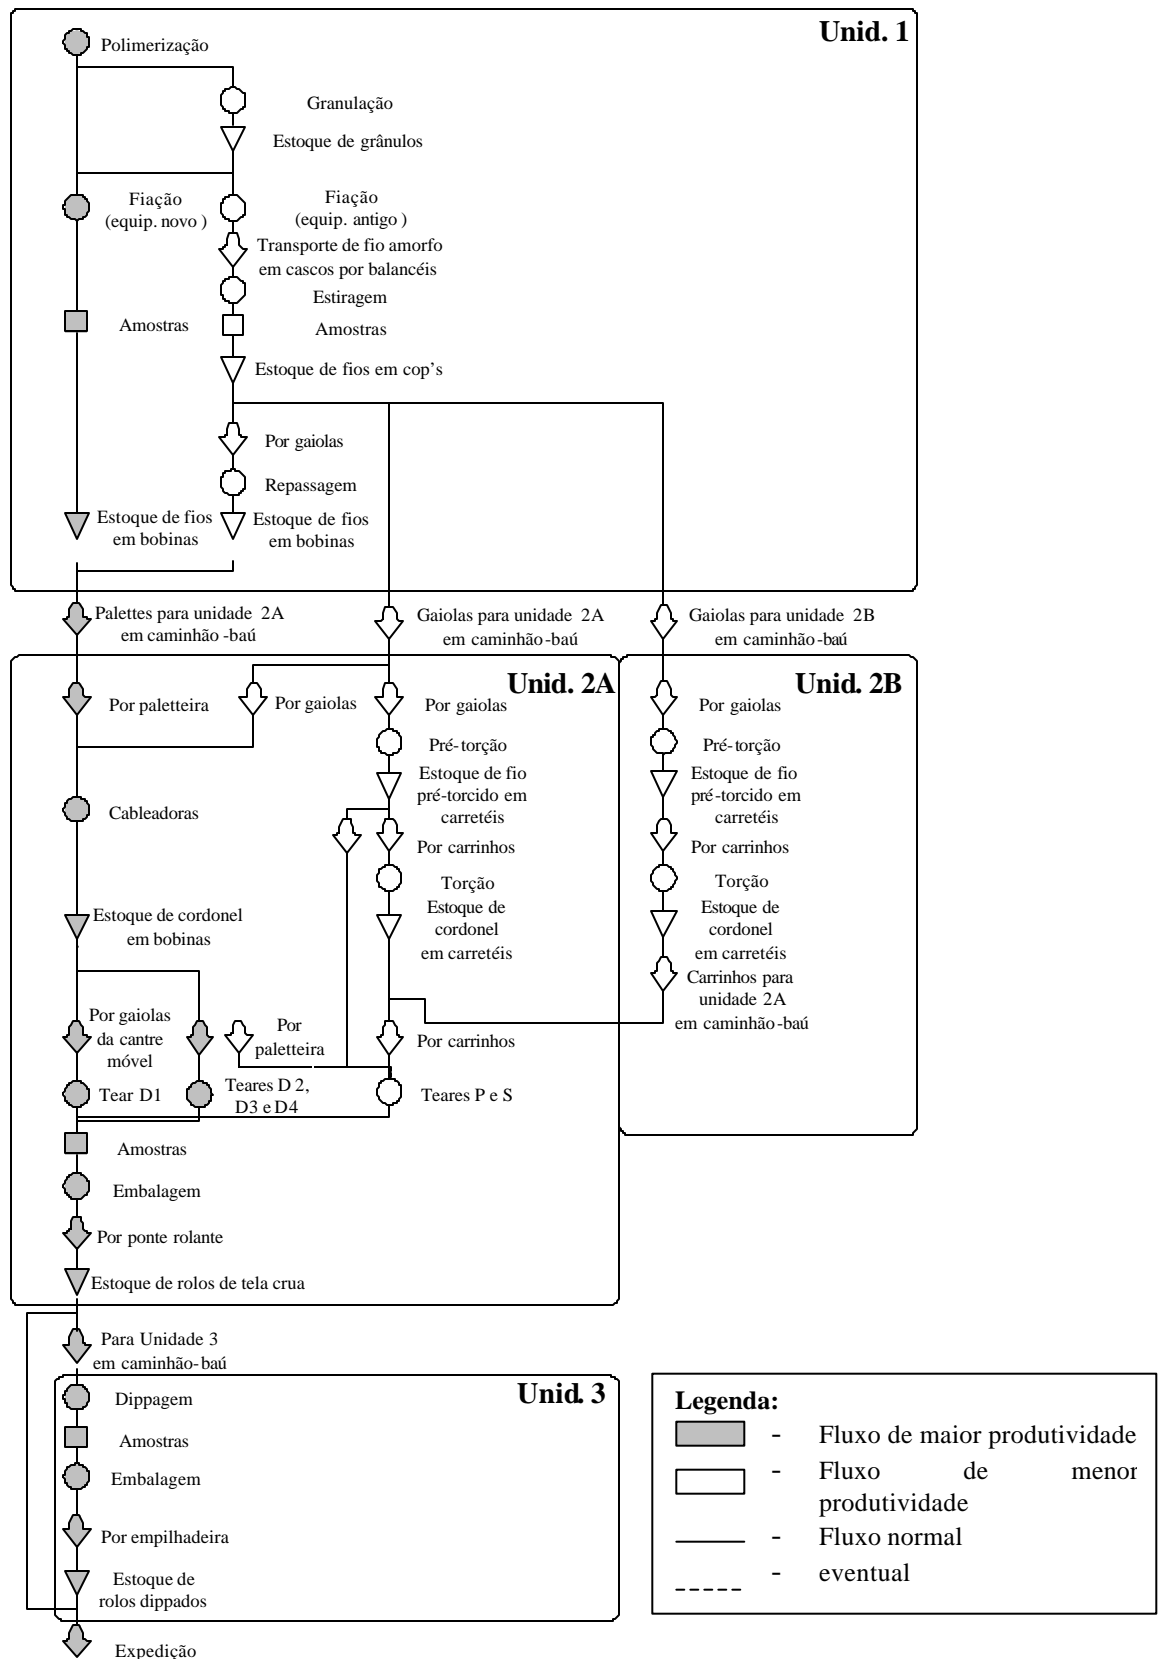 Unid. 1
Polimerização
Granulação
Estoque de grânulos
Fiação
(equip. novo )
Fiação
(equip. antigo )
Transporte de fio amorfo
em cascos por balancéis
Estiragem
Amostras
Amostras
Estoque de fios em cop's
Por gaiolas
Repassagem
Estoque de fios
em bobinas
Estoque de fios
em bobinas
Palettes para unidade 2A
em caminhão-baú
Gaiolas para unidade 2A
em caminhão-baú
Gaiolas para unidade 2B
em caminhão-baú
Unid. 2A
Por paletteira
Por gaiolas
Por gaiolas
Pré-torção
Estoque de fio
pré-torcido em
carretéis
Cableadoras
Por carrinhos
Torção
Estoque de
cordonel
em carretéis
Estoque de cordonel
em bobinas
Por gaiolas
da cantre
móvel
Por
paletteira
Por carrinhos
Tear D1
Teares D 2,
D3 e D4
Teares P e S
Amostras
Embalagem
Por ponte rolante
Estoque de rolos de tela crua
Unid. 2B
Por gaiolas
Pré-torção
Estoque de fio
pré-torcido em
carretéis
Por carrinhos
Torção
Estoque de
cordonel
em carretéis
Carrinhos para
unidade 2A
em caminhão-baú
Para Unidade 3
em caminhão-baú
Unid. 3
Dippagem
Amostras
Embalagem
Por empilhadeira
Estoque de
rolos dippados
Expedição
Legenda:
- Fluxo de maior produtividade
- Fluxo de menor
produtividade
- Fluxo normal
- eventual